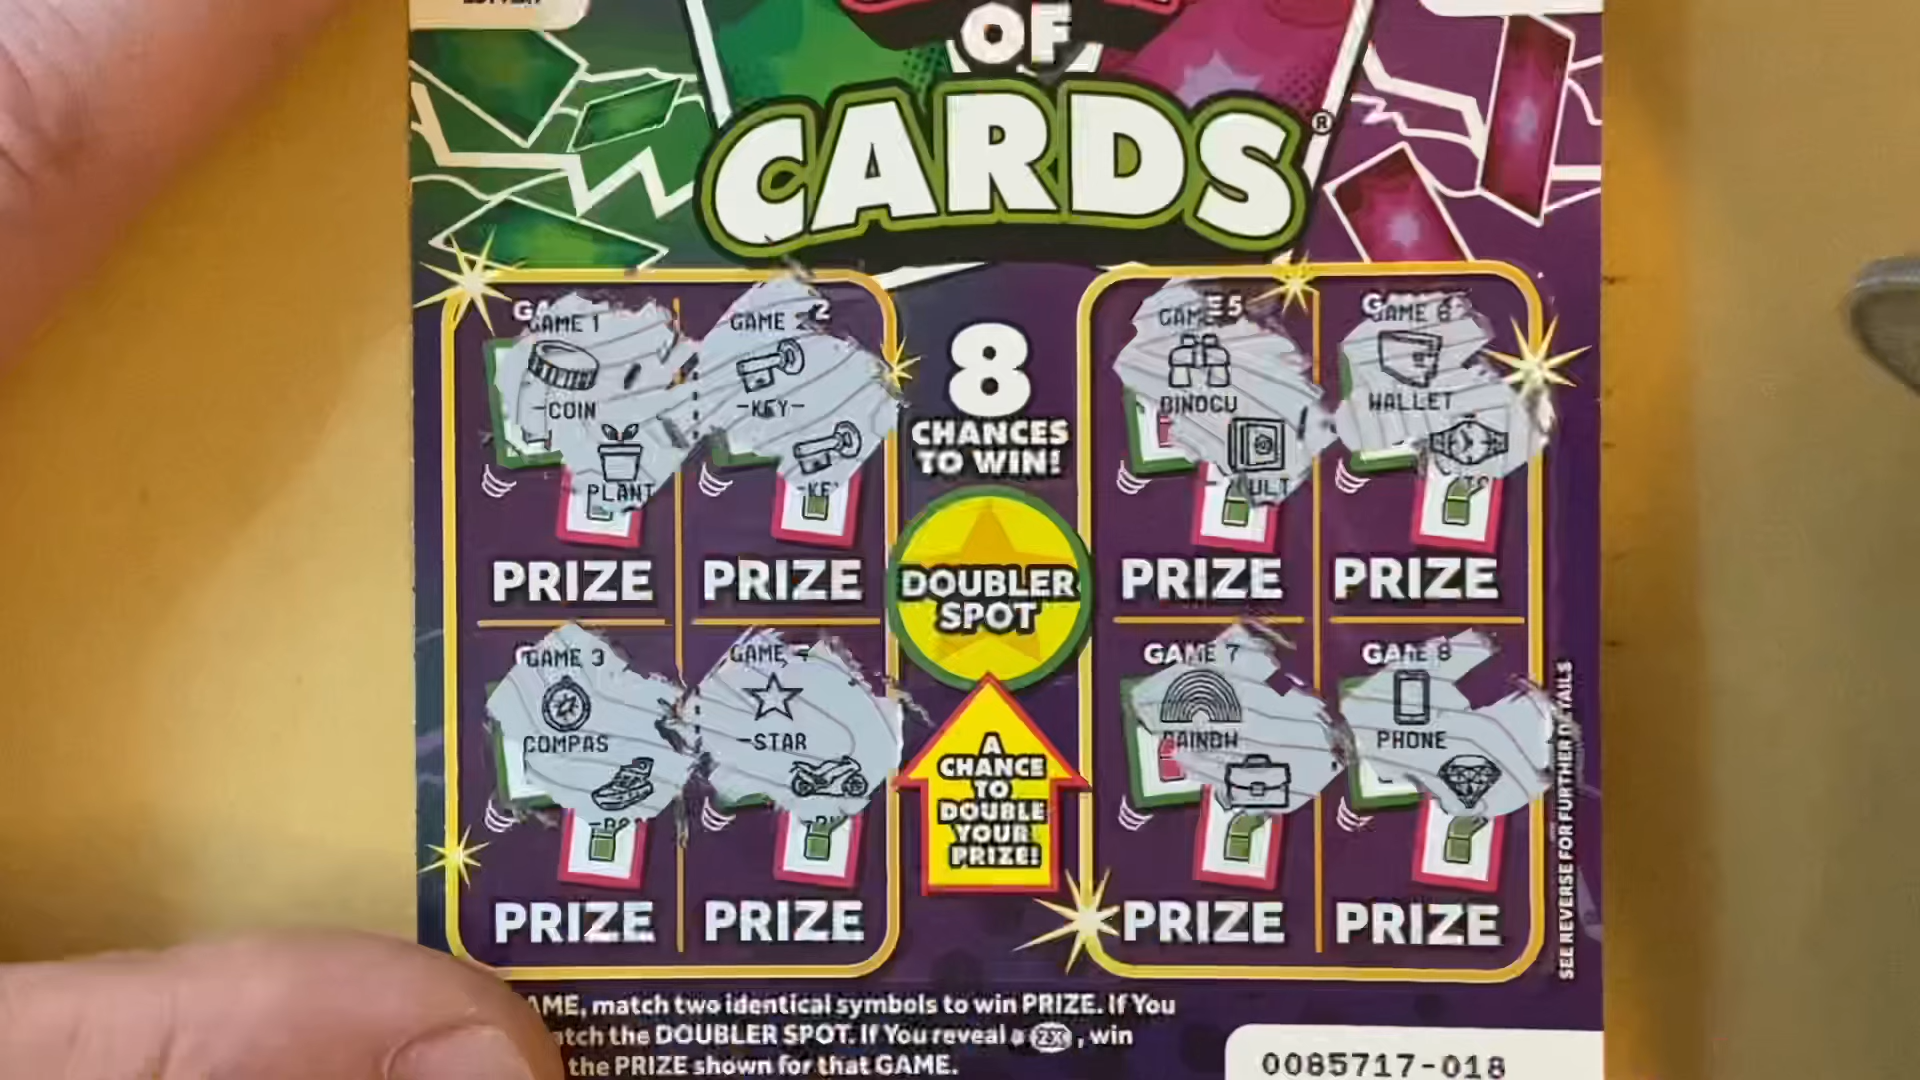 OF
CARDS®
GAME 1
COIN
PLANT
PRIZE
GAME 2
-KEY-
PRIZE
GAME 3
COMPAS
PRIZE
GAME
-STAR
PRIZE
8
CHANCES
TO WIN!
DOUBLER
SPOT
A
CHANCE
TO
DOUBLE
YOUR
PRIZE!
GAME 5
BINOCU
PRIZE
GAME 6
WALLET
PRIZE
GAME 7
RAINBW
PRIZE
GAME 8
PHONE
PRIZE
SEE REVERSE FOR FURTHER DETAILS
AME, match two identical symbols to win PRIZE. If You
atch the DOUBLER SPOT. If You reveal a 2X, win
the PRIZE shown for that GAME.
0085717-018